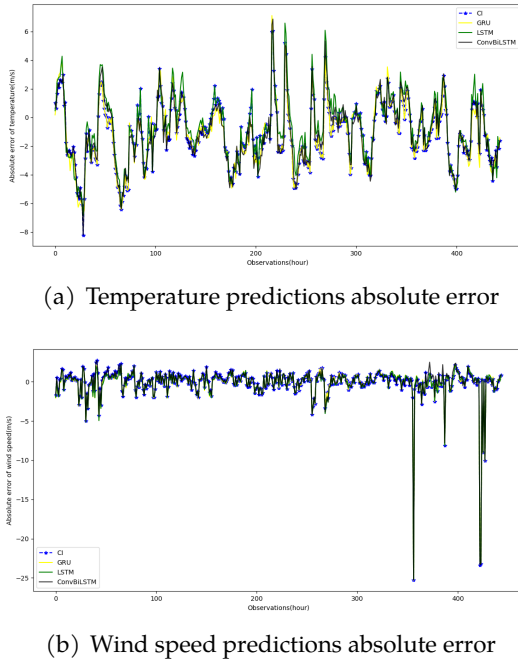 CI
GRU
LSTM
ConvBiLSTM
6
4
2
0
−2
−4
−6
−8
Absolute error of temperature(m/s)
0
100
200
300
400
Observations(hour)
(a) Temperature predictions absolute error
0
−5
−10
−15
−20
−25
Absolute error of wind speed(m/s)
CI
GRU
LSTM
ConvBiLSTM
0
100
200
300
400
Observations(hour)
(b) Wind speed predictions absolute error